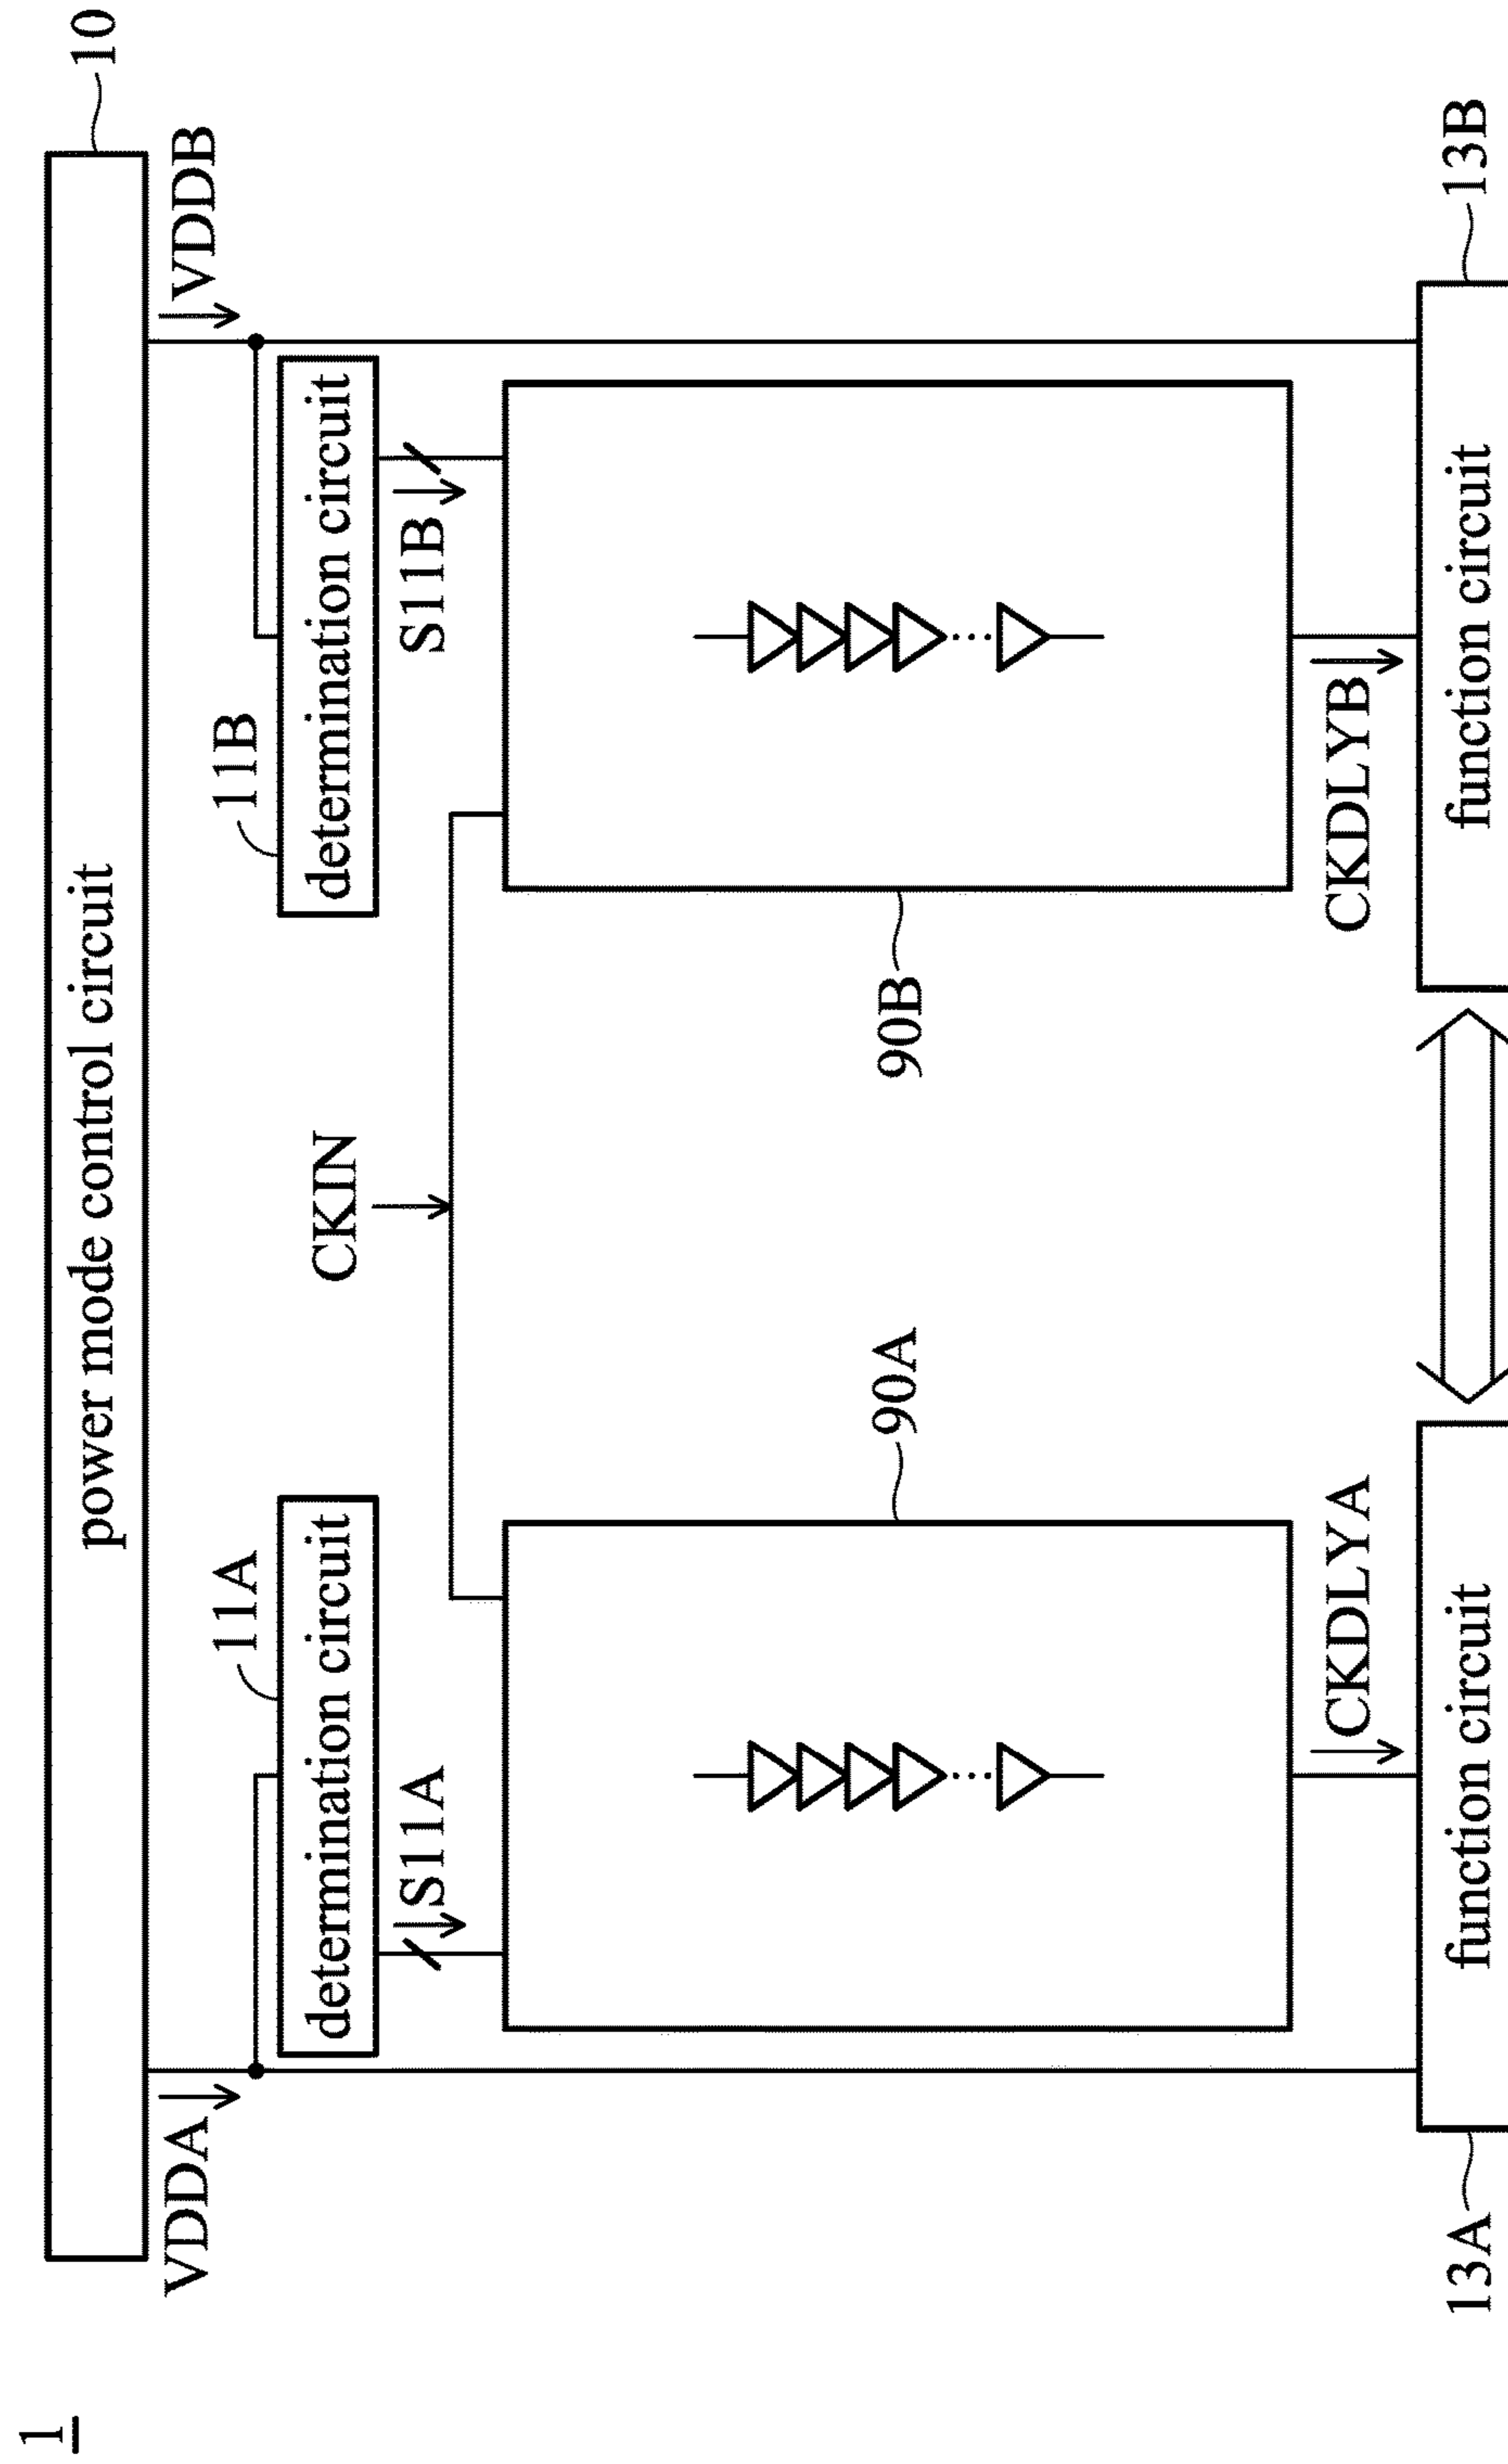 1
10
power mode control circuit
VDDA
VDDB
11A
11B
determination circuit
determination circuit
CKIN
S11A
S11B
90A
90B
CKDLYA
CKDLYB
13A
function circuit
function circuit
13B